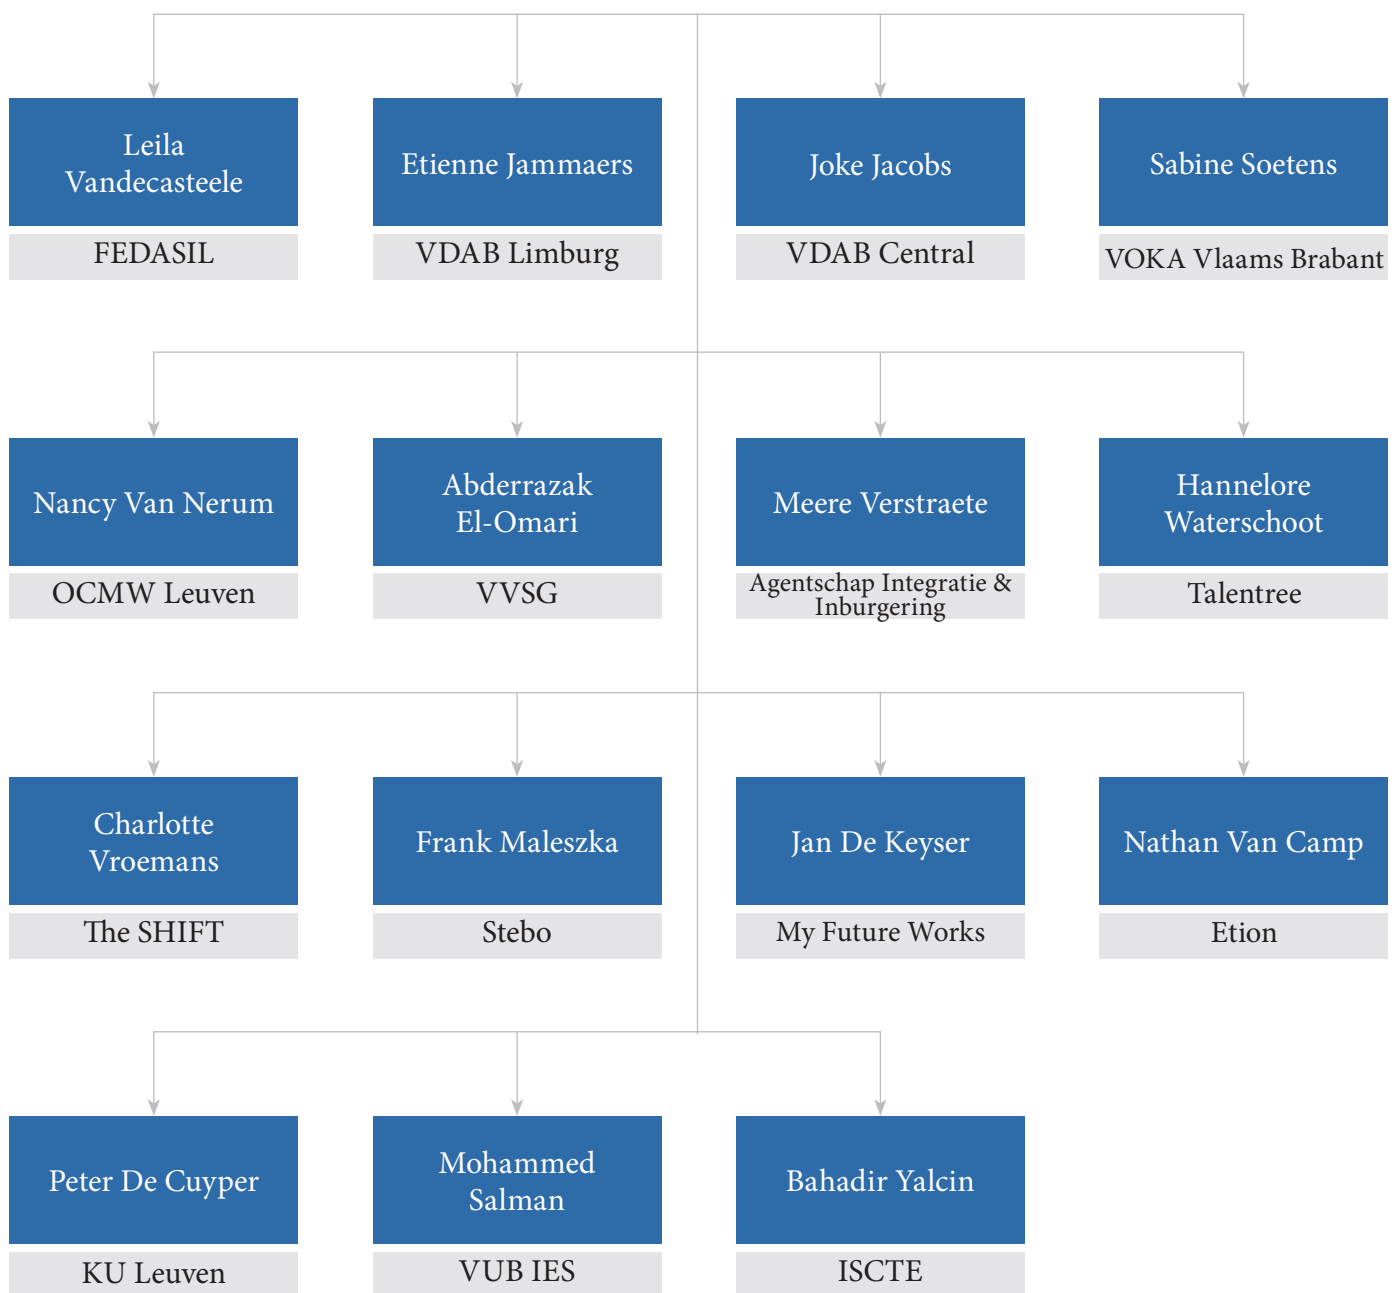 Leila
Vandecasteele
FEDASIL
Etienne Jammaers
VDAB Limburg
Joke Jacobs
VDAB Central
Sabine Soetens
VOKA Vlaams Brabant
Nancy Van Nerum
OCMW Leuven
Abderrazak
El-Omari
VVSG
Meere Verstraete
Agentschap Integratie &
Inburgering
Hannelore
Waterschoot
Talentree
Charlotte
Vroemans
The SHIFT
Frank Maleszka
Stebo
Jan De Keyser
My Future Works
Nathan Van Camp
Etion
Peter De Cuyper
KU Leuven
Mohammed
Salman
VUB IES
Bahadir Yalcin
ISCTE